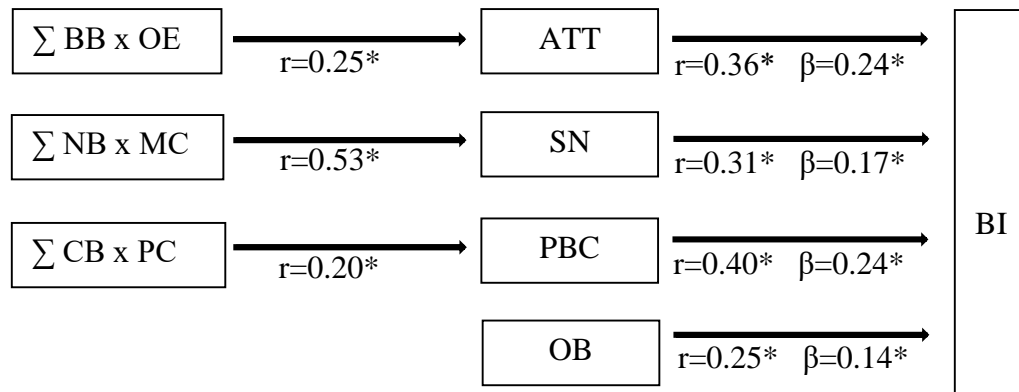 ∑ BB x OE
r=0.25*
ATT
r=0.36* β=0.24*
∑ NB x MC
r=0.53*
SN
r=0.31* β=0.17*
∑ CB x PC
r=0.20*
PBC
r=0.40* β=0.24*
OB
r=0.25* β=0.14*
BI